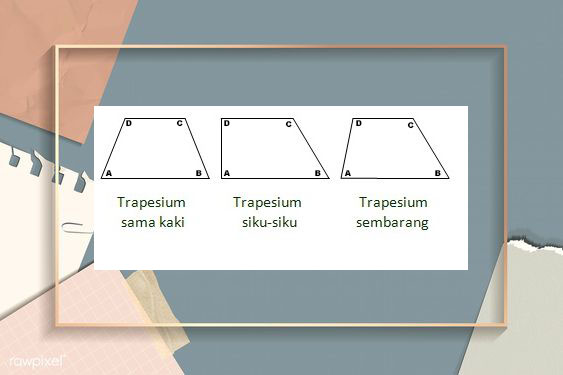 D C D C D C
A B A B A B
Trapesium Trapesium Trapesium
sama kaki siku-siku sembarang
rawpixel